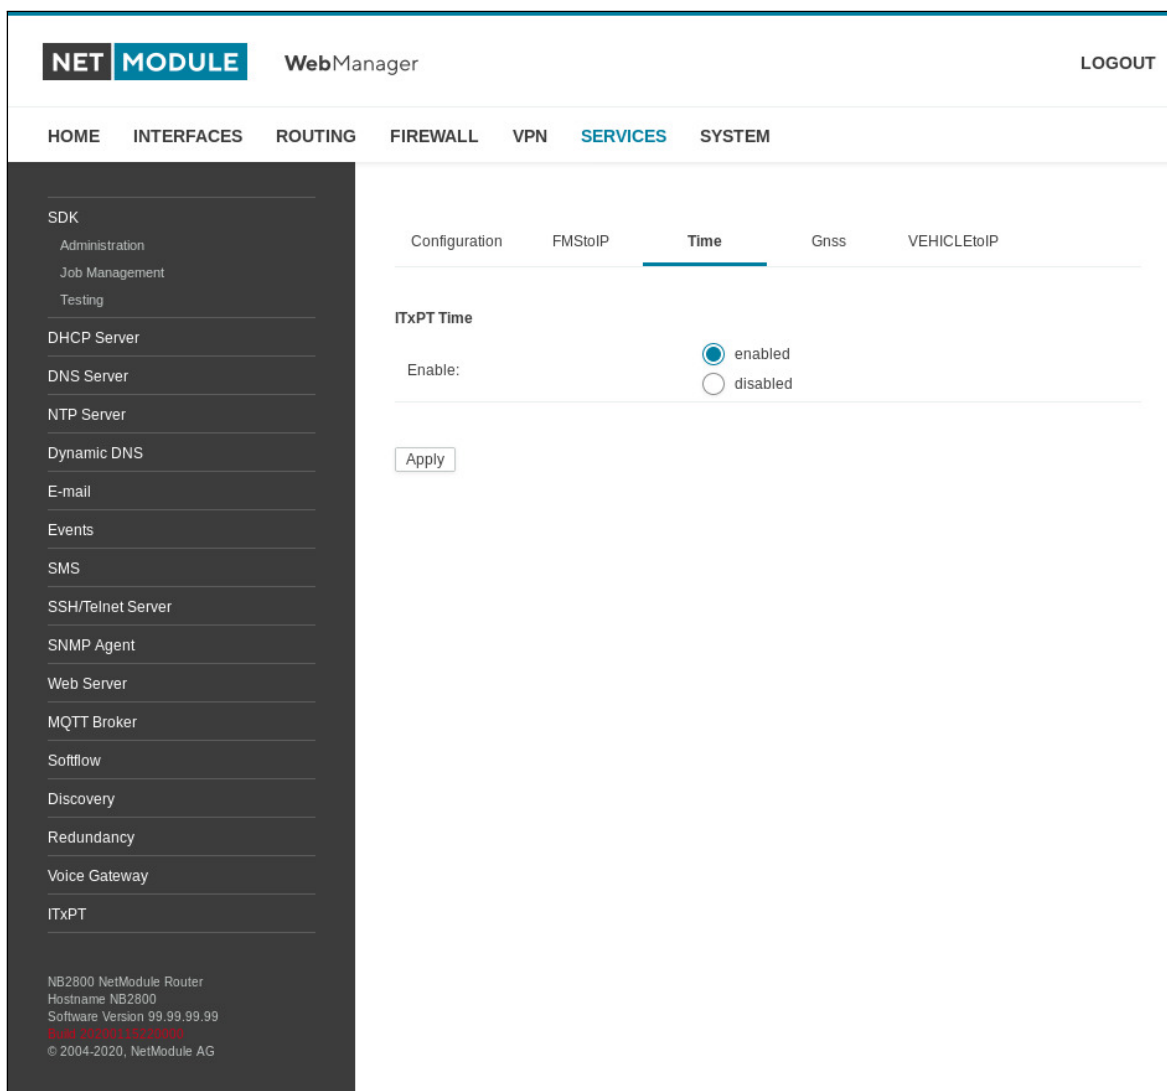 NET MODULE WebManager LOGOUT
HOME INTERFACES ROUTING FIREWALL VPN SERVICES SYSTEM
SDK
Administration
Job Management
Testing
DHCP Server
DNS Server
NTP Server
Dynamic DNS
E-mail
Events
SMS
SSH/Telnet Server
SNMP Agent
Web Server
MQTT Broker
Softflow
Discovery
Redundancy
Voice Gateway
ITxPT
NB2800 NetModule Router
Hostname NB2800
Software Version 99.99.99.99
Build
© 2004-2020, NetModule AG
Configuration FMStoIP Time Gnss VEHICLEtoIP
ITxPT Time
Enable:
enabled
disabled
Apply